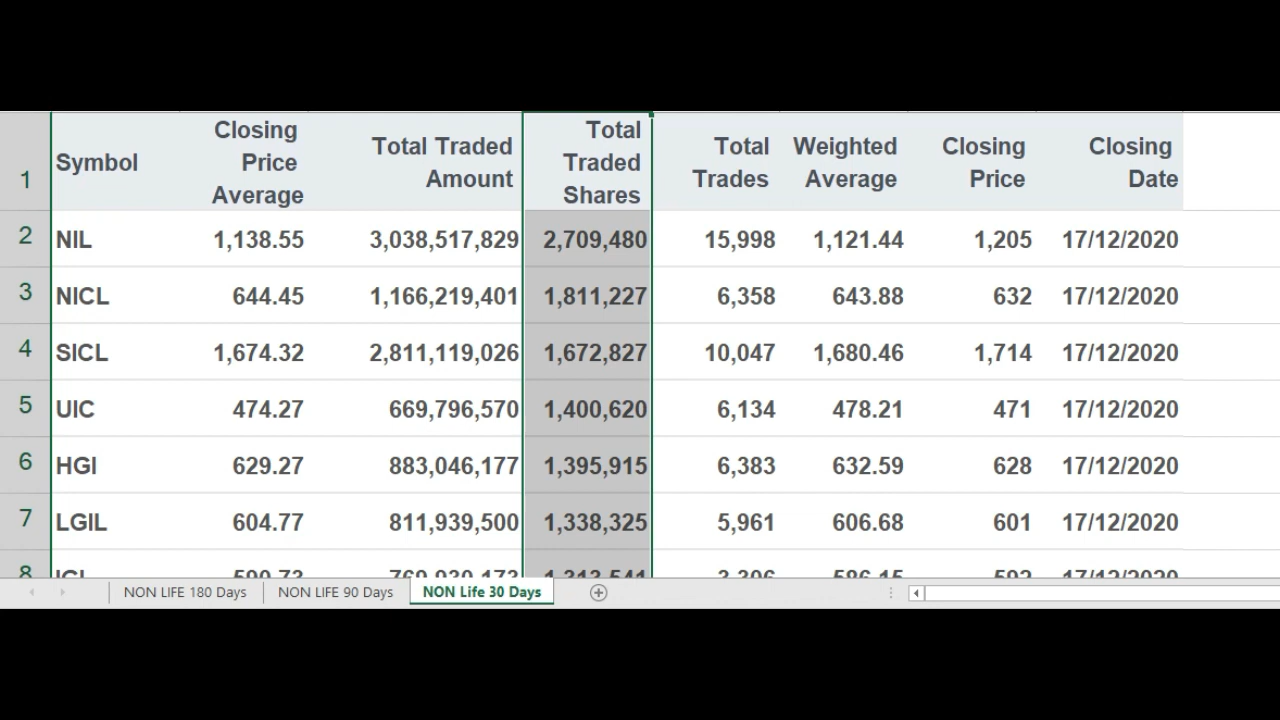 1 Symbol Closing Price Average Total Traded Amount Total Traded Shares Total Trades Weighted Average Closing Price Closing Date
2 NIL 1,138.55 3,038,517,829 2,709,480 15,998 1,121.44 1,205 17/12/2020
3 NICL 644.45 1,166,219,401 1,811,227 6,358 643.88 632 17/12/2020
4 SICL 1,674.32 2,811,119,026 1,672,827 10,047 1,680.46 1,714 17/12/2020
5 UIC 474.27 669,796,570 1,400,620 6,134 478.21 471 17/12/2020
6 HGI 629.27 883,046,177 1,395,915 6,383 632.59 628 17/12/2020
7 LGIL 604.77 811,939,500 1,338,325 5,961 606.68 601 17/12/2020
8 17/12/2020
NON LIFE 180 Days NON LIFE 90 Days NON Life 30 Days